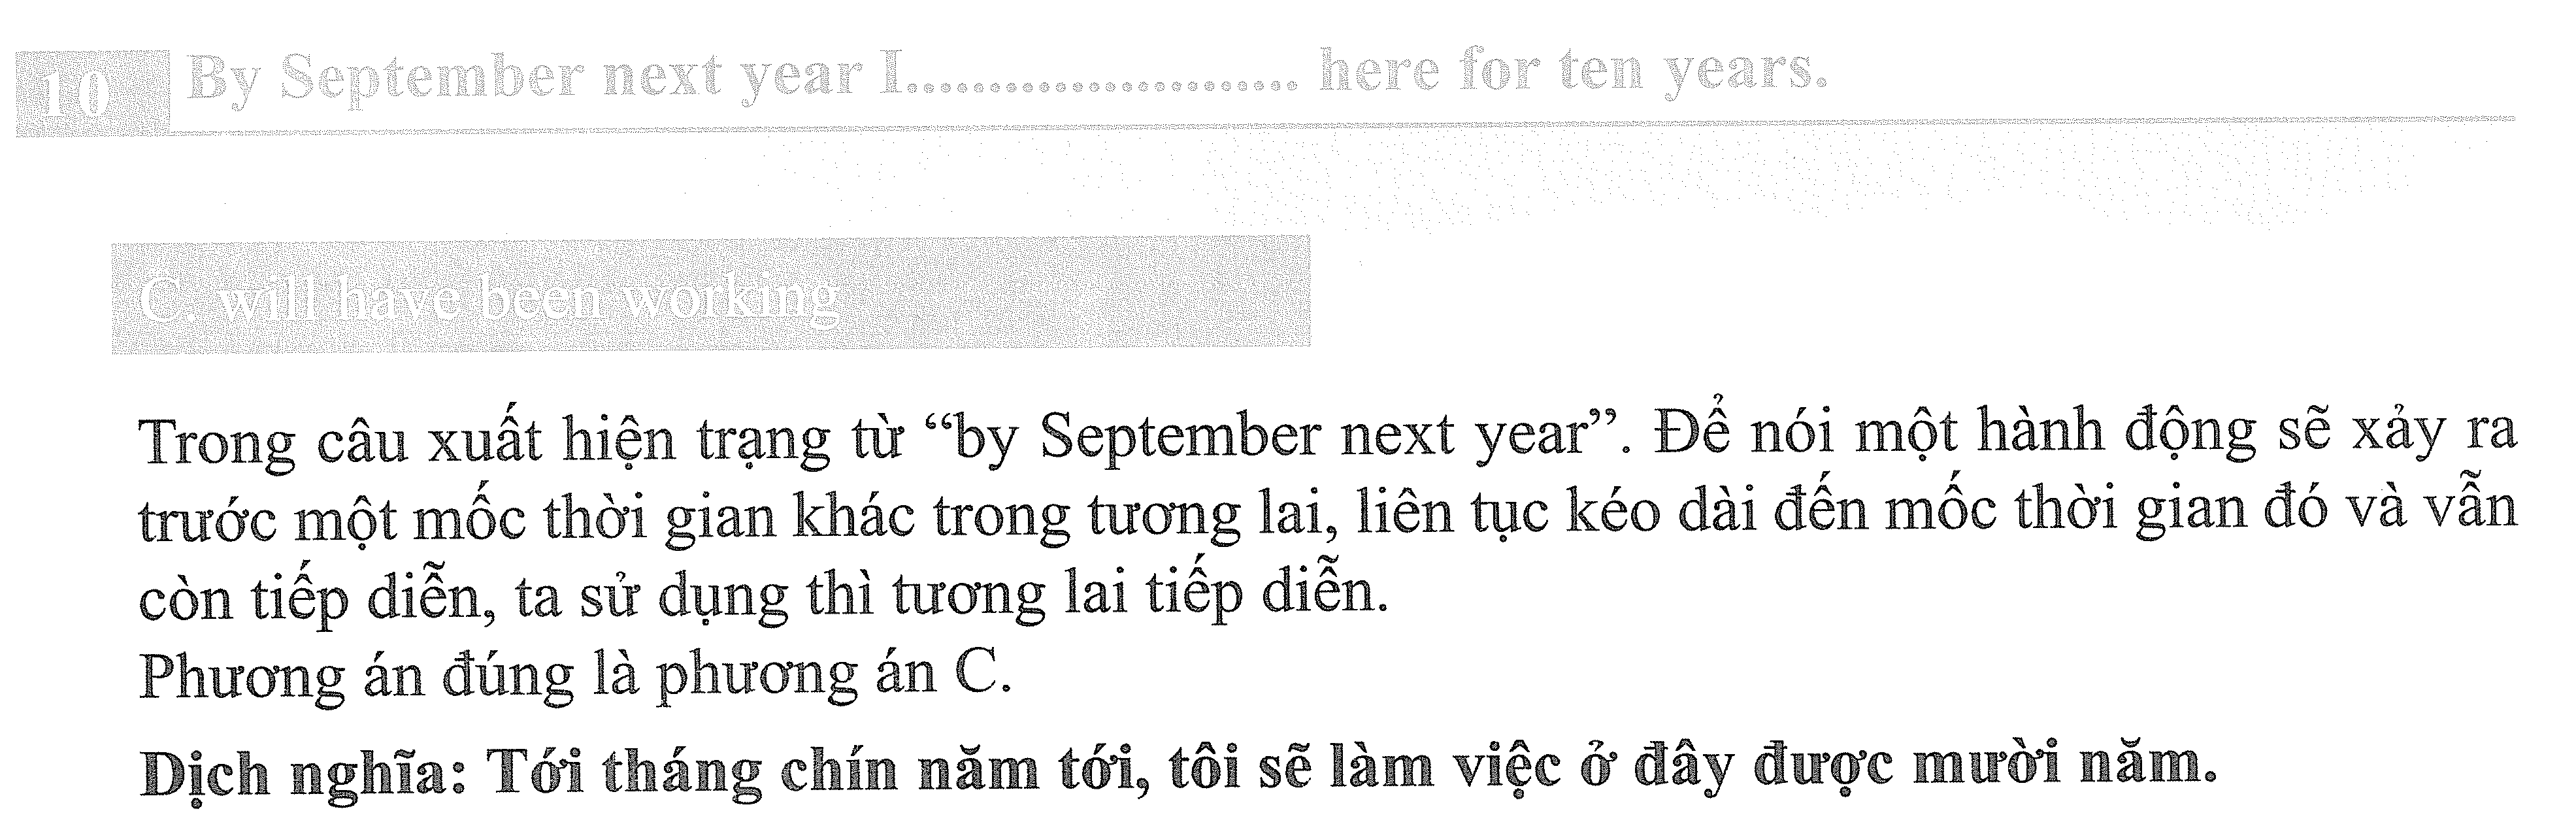 10 By September next year I............................ here for ten years.
C. will have been working
Trong câu xuất hiện trạng từ “by September next year”. Để nói một hành động sẽ xảy ra
trước một mốc thời gian khác trong tương lai, liên tục kéo dài đến mốc thời gian đó và vẫn
còn tiếp diễn, ta sử dụng thì tương lai tiếp diễn.
Phương án đúng là phương án C.
Dịch nghĩa: Tới tháng chín năm tới, tôi sẽ làm việc ở đây được mười năm.